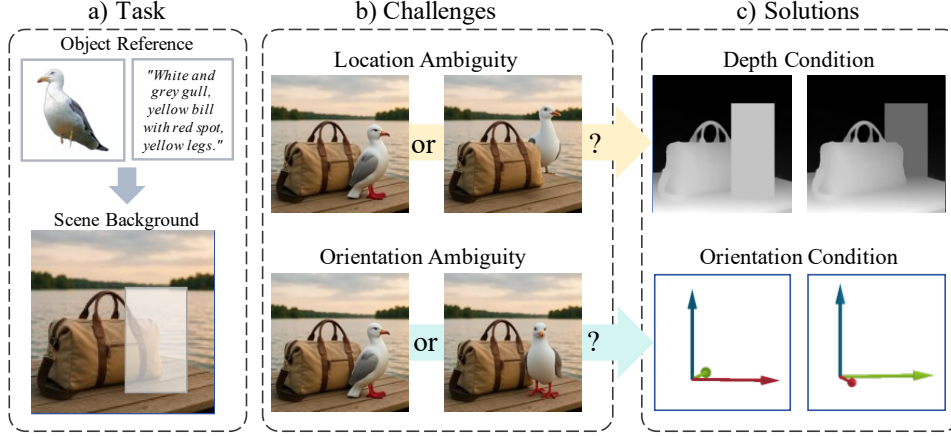 a) Task
Object Reference
"White and
grey gull,
yellow bill
with red spot,
yellow legs."
Scene Background
b) Challenges
Location Ambiguity
or
?
Orientation Ambiguity
or
?
c) Solutions
Depth Condition
Orientation Condition